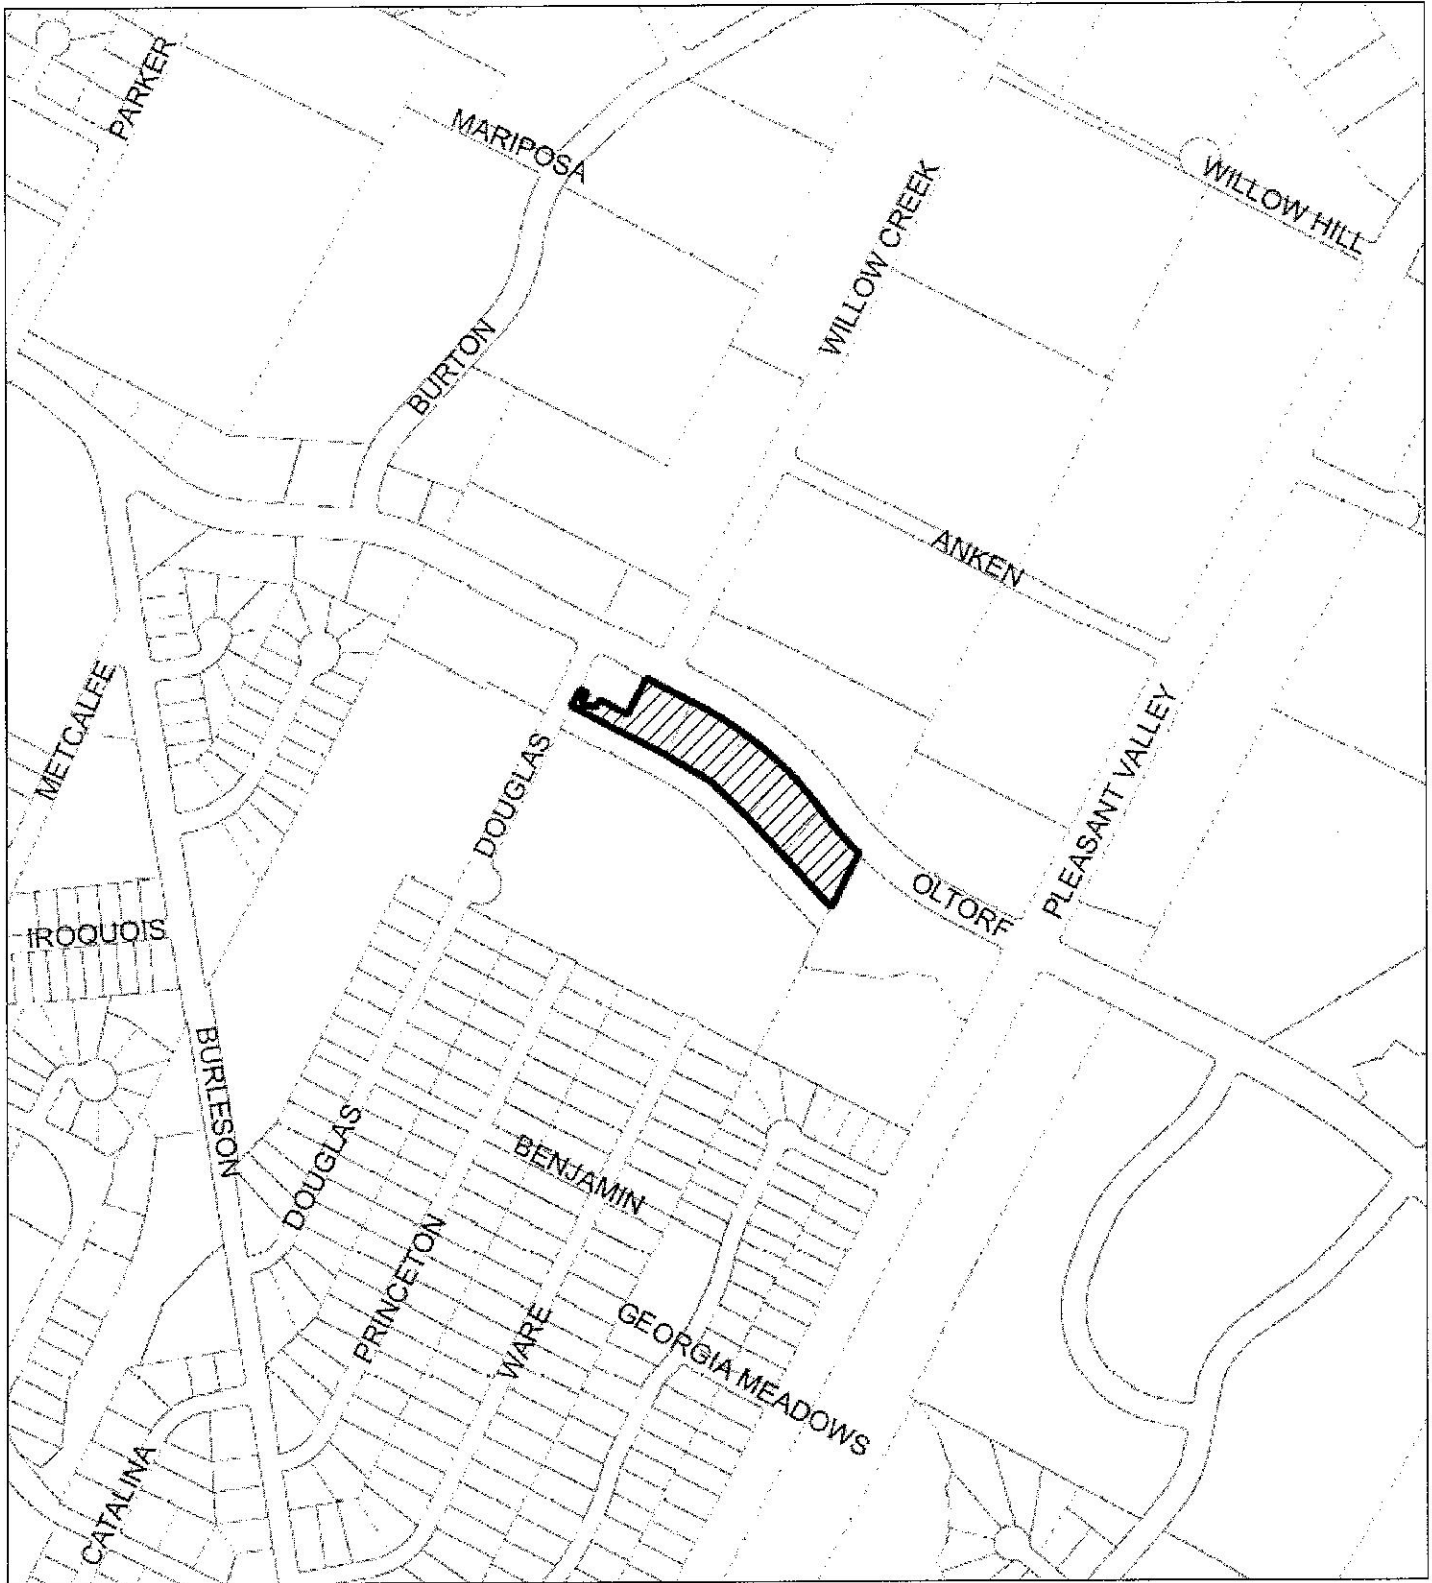 PARKER
MARIPOSA
WILLOW CREEK
WILLOW HILL
BURTON
ANKEN
METCALFE
DOUGLAS
PLEASANT VALLEY
OLTORF
IROQUOIS
BURLESON
DOUGLAS
BENJAMIN
PRINCETON
WARE
GEORGIA MEADOWS
CATALINA